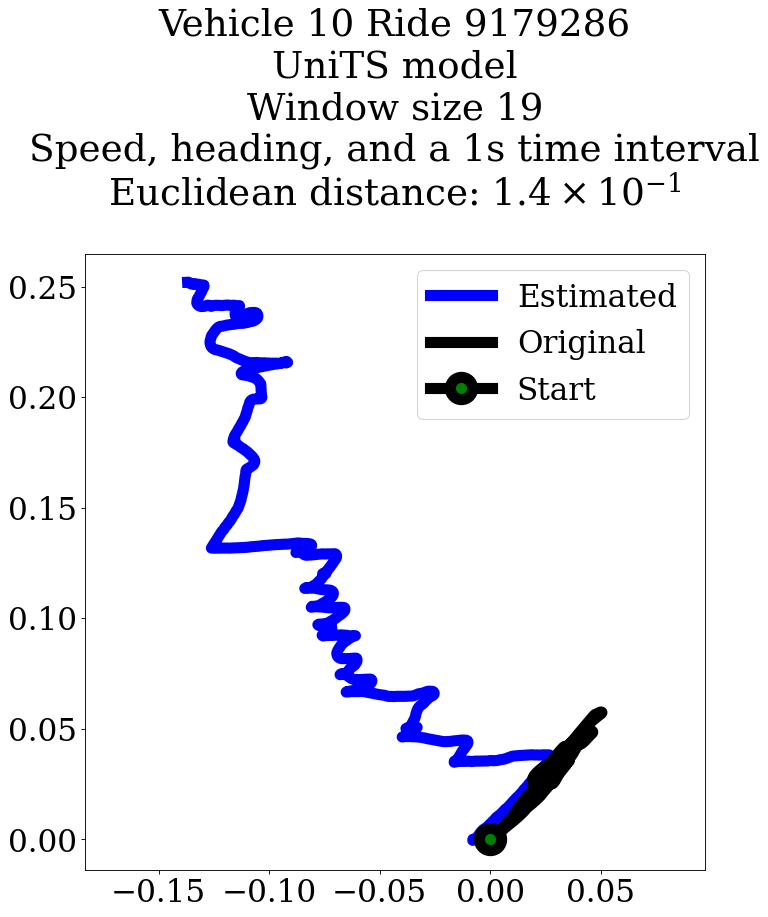 Vehicle 10 Ride 9179286
UniTS model
Window size 19
Speed, heading, and a 1s time interval
Euclidean distance: 1.4 × 10⁻¹
Estimated
Original
Start
0.25
0.20
0.15
0.10
0.05
0.00
−0.15 −0.10 −0.05 0.00 0.05